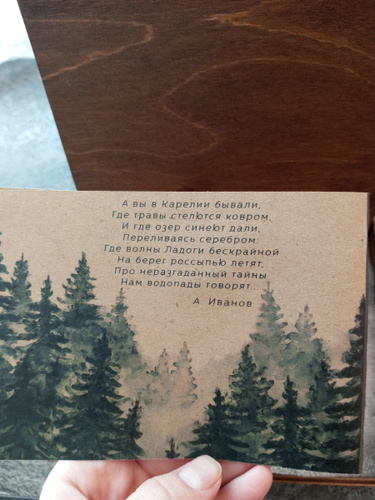 А вы в Карелии бывали,
Где травы стелются ковром,
И где озер синеют дали,
Переливаясь серебром.
Где волны Ладоги бескрайной
На берег россыпью летят,
Про неразгаданный тайны
Нам водопады говорят...
А. Иванов